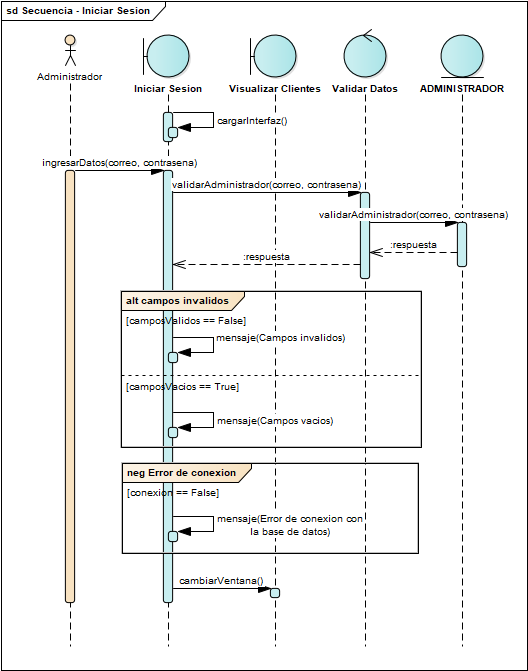 sd Secuencia - Iniciar Sesion
Administrador
Iniciar Sesion
Visualizar Clientes
Validar Datos
ADMINISTRADOR
cargarInterfaz()
ingresarDatos(correo, contrasena)
validarAdministrador(correo, contrasena)
validarAdministrador(correo, contrasena)
:respuesta
:respuesta
alt campos invalidos
[camposValidos == False]
mensaje(Campos invalidos)
[camposVacios == True]
mensaje(Campos vacios)
neg Error de conexion
[conexion == False]
mensaje(Error de conexion con
la base de datos)
cambiarVentana()